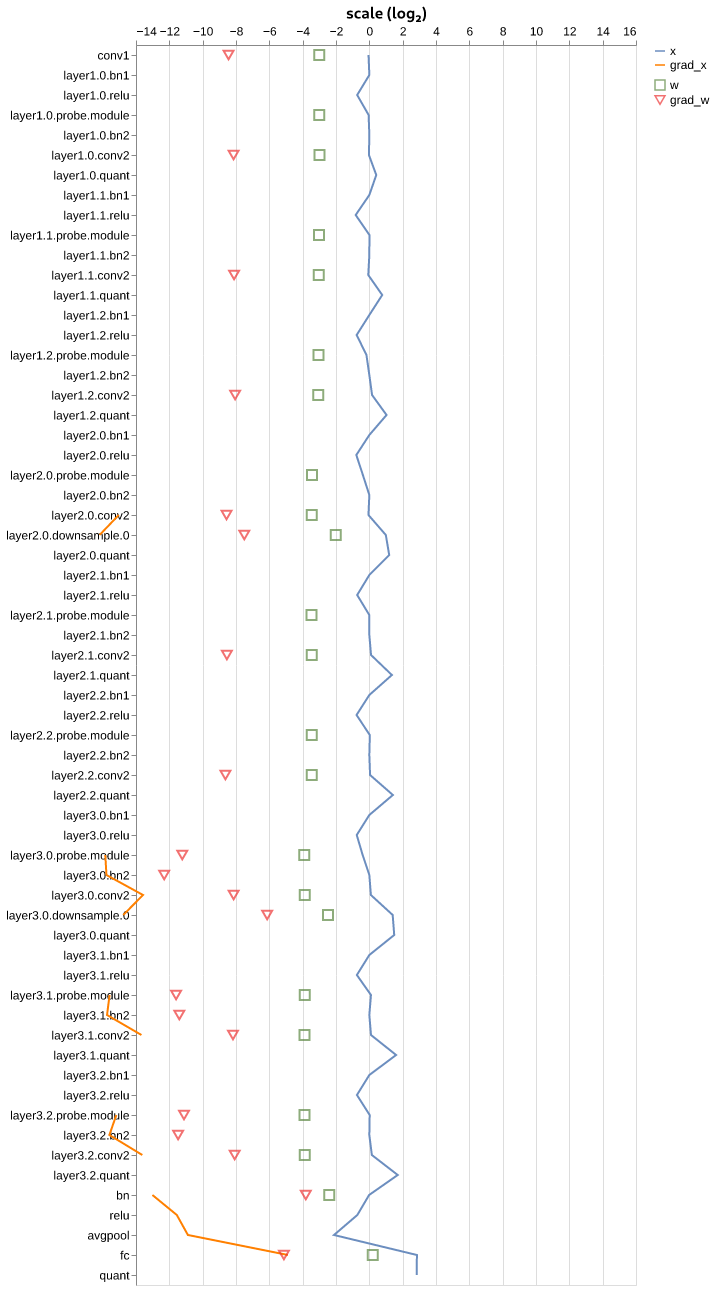 scale (log₂)
−14 −12 −10 −8 −6 −4 −2 0 2 4 6 8 10 12 14 16
x
grad_x
w
grad_w
conv1
layer1.0.bn1
layer1.0.relu
layer1.0.probe.module
layer1.0.bn2
layer1.0.conv2
layer1.0.quant
layer1.1.bn1
layer1.1.relu
layer1.1.probe.module
layer1.1.bn2
layer1.1.conv2
layer1.1.quant
layer1.2.bn1
layer1.2.relu
layer1.2.probe.module
layer1.2.bn2
layer1.2.conv2
layer1.2.quant
layer2.0.bn1
layer2.0.relu
layer2.0.probe.module
layer2.0.bn2
layer2.0.conv2
layer2.0.downsample.0
layer2.0.quant
layer2.1.bn1
layer2.1.relu
layer2.1.probe.module
layer2.1.bn2
layer2.1.conv2
layer2.1.quant
layer2.2.bn1
layer2.2.relu
layer2.2.probe.module
layer2.2.bn2
layer2.2.conv2
layer2.2.quant
layer3.0.bn1
layer3.0.relu
layer3.0.probe.module
layer3.0.bn2
layer3.0.conv2
layer3.0.downsample.0
layer3.0.quant
layer3.1.bn1
layer3.1.relu
layer3.1.probe.module
layer3.1.bn2
layer3.1.conv2
layer3.1.quant
layer3.2.bn1
layer3.2.relu
layer3.2.probe.module
layer3.2.bn2
layer3.2.conv2
layer3.2.quant
bn
relu
avgpool
fc
quant